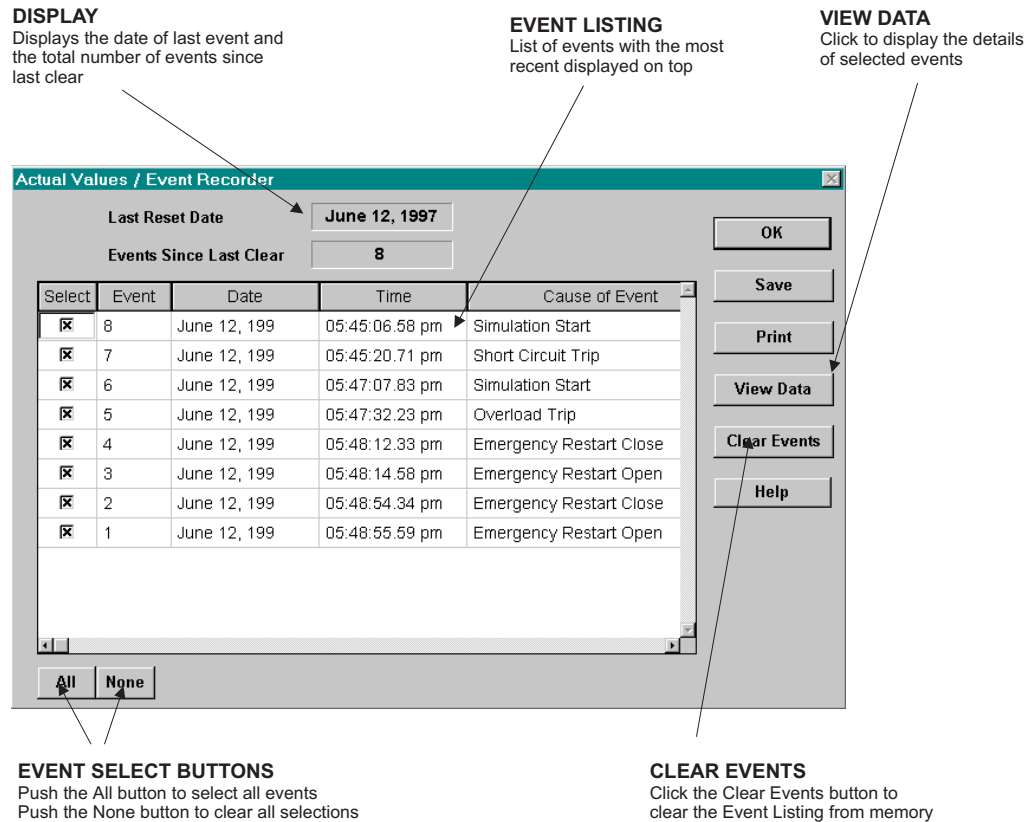 DISPLAY
Displays the date of last event and
the total number of events since
last clear
EVENT LISTING
List of events with the most
recent displayed on top
VIEW DATA
Click to display the details
of selected events
Actual Values / Event Recorder
Last Reset Date June 12, 1997
Events Since Last Clear 8
OK
Save
Print
View Data
Clear Events
Help
Select Event Date Time Cause of Event
8 June 12, 199 05:45:06.58 pm Simulation Start
7 June 12, 199 05:45:20.71 pm Short Circuit Trip
6 June 12, 199 05:47:07.83 pm Simulation Start
5 June 12, 199 05:47:32.23 pm Overload Trip
4 June 12, 199 05:48:12.33 pm Emergency Restart Close
3 June 12, 199 05:48:14.58 pm Emergency Restart Open
2 June 12, 199 05:48:54.34 pm Emergency Restart Close
1 June 12, 199 05:48:55.59 pm Emergency Restart Open
All None
EVENT SELECT BUTTONS
Push the All button to select all events
Push the None button to clear all selections
CLEAR EVENTS
Click the Clear Events button to
clear the Event Listing from memory